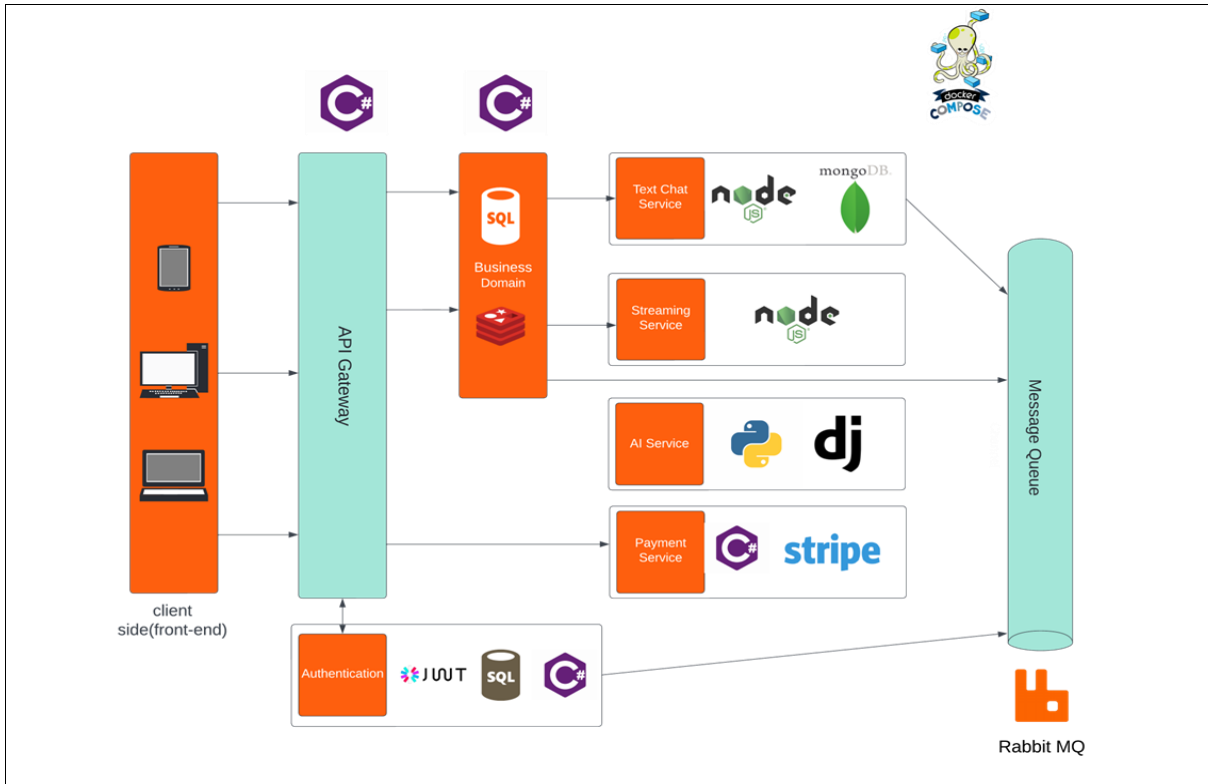 docker
COMPOSE
C#
C#
SQL
Business
Domain
Text Chat
Service
node
JS
mongoDB.
Streaming
Service
node
JS
API Gateway
Message Queue
AI Service
dj
Payment
Service
C#
stripe
client
side(front-end)
Authentication
JWT
SQL
C#
Rabbit MQ